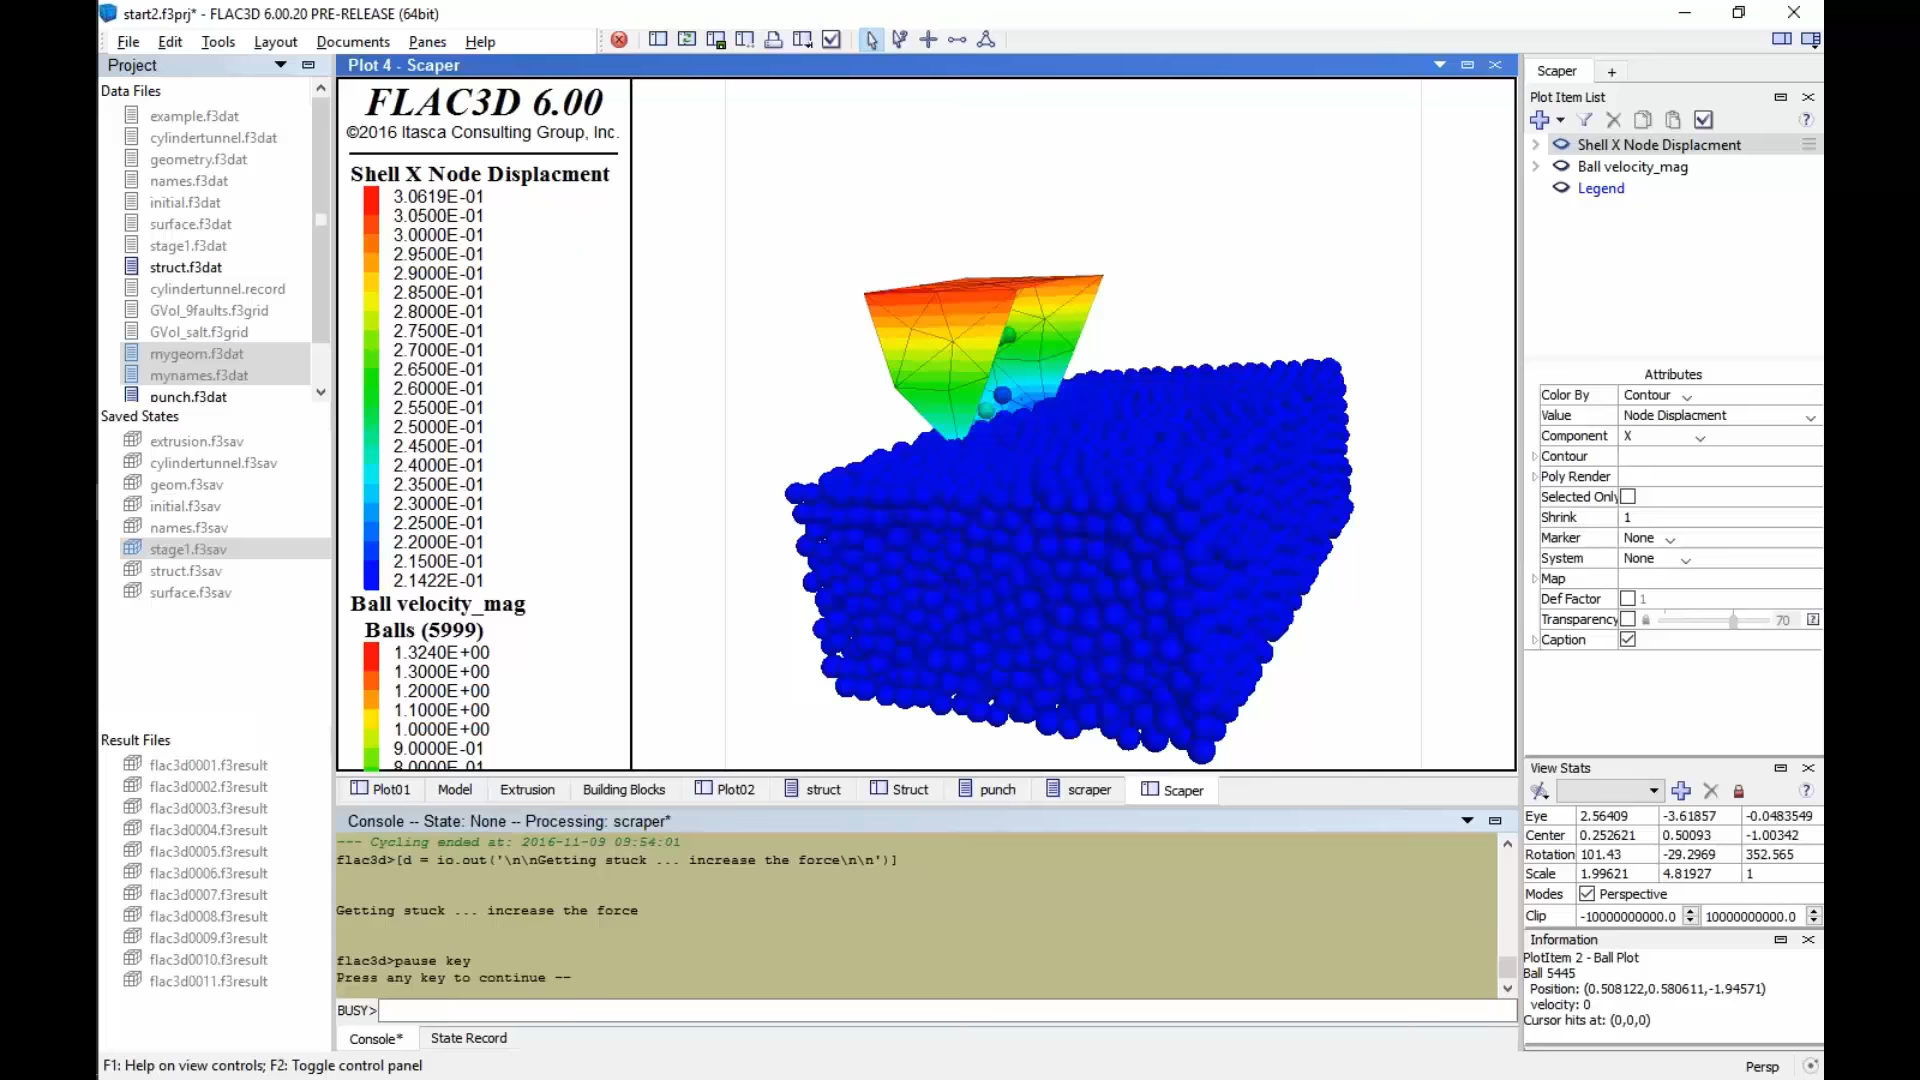 start2.f3prj* - FLAC3D 6.00.20 PRE-RELEASE (64bit)
File Edit Tools Layout Documents Panes Help
Project
Data Files
example.f3dat
cylindertunnel.f3dat
geometry.f3dat
names.f3dat
initial.f3dat
surface.f3dat
stage1.f3dat
struct.f3dat
cylindertunnel.record
GVol_9faults.f3grid
GVol_salt.f3grid
mygeom.f3dat
mynames.f3dat
punch.f3dat
Saved States
extrusion.f3sav
cylindertunnel.f3sav
geom.f3sav
initial.f3sav
names.f3sav
stage1.f3sav
struct.f3sav
surface.f3sav
Result Files
flac3d0001.f3result
flac3d0002.f3result
flac3d0003.f3result
flac3d0004.f3result
flac3d0005.f3result
flac3d0006.f3result
flac3d0007.f3result
flac3d0008.f3result
flac3d0009.f3result
flac3d0010.f3result
flac3d0011.f3result
Plot 4 - Scaper
FLAC3D 6.00
©2016 Itasca Consulting Group, Inc.
Shell X Node Displacment
3.0619E-01
3.0500E-01
3.0000E-01
2.9500E-01
2.9000E-01
2.8500E-01
2.8000E-01
2.7500E-01
2.7000E-01
2.6500E-01
2.6000E-01
2.5500E-01
2.5000E-01
2.4500E-01
2.4000E-01
2.3500E-01
2.3000E-01
2.2500E-01
2.2000E-01
2.1500E-01
2.1422E-01
Ball velocity_mag
Balls (5999)
1.3240E+00
1.3000E+00
1.2000E+00
1.1000E+00
1.0000E+00
9.0000E-01
8.0000E-01
Plot01 Model Extrusion Building Blocks Plot02 struct Struct punch scraper Scaper
Console -- State: None -- Processing: scraper*
--- Cycling ended at: 2016-11-09 09:54:01
flac3d>[d = io.out('\n\nGetting stuck ... increase the force\n\n')]
Getting stuck ... increase the force
flac3d>pause key
Press any key to continue --
BUSY>
Console* State Record
F1: Help on view controls; F2: Toggle control panel
Scaper +
Plot Item List
Shell X Node Displacment
Ball velocity_mag
Legend
Attributes
Color By Contour
Value Node Displacment
Component X
Contour
Poly Render
Selected Only
Shrink 1
Marker None
System None
Map
Def Factor 1
Transparency 70
Caption
View Stats
Eye 2.56409 -3.61857 -0.0483549
Center 0.252621 0.50093 -1.00342
Rotation 101.43 -29.2969 352.565
Scale 1.99621 4.81927 1
Modes Perspective
Clip -10000000000.0 10000000000.0
Information
PlotItem 2 - Ball Plot
Ball 5445
Position: (0.508122,0.580611,-1.94571)
velocity: 0
Cursor hits at: (0,0,0)
Persp